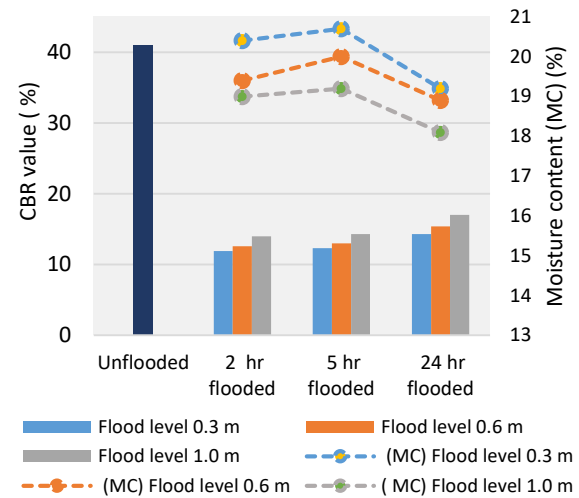 CBR value ( %)
40
30
20
10
0
21
20
19
18
17
16
15
14
13
Moisture content (MC) (%)
Unflooded
2 hr flooded
5 hr flooded
24 hr flooded
Flood level 0.3 m
Flood level 0.6 m
Flood level 1.0 m
(MC) Flood level 0.3 m
(MC) Flood level 0.6 m
( MC) Flood level 1.0 m